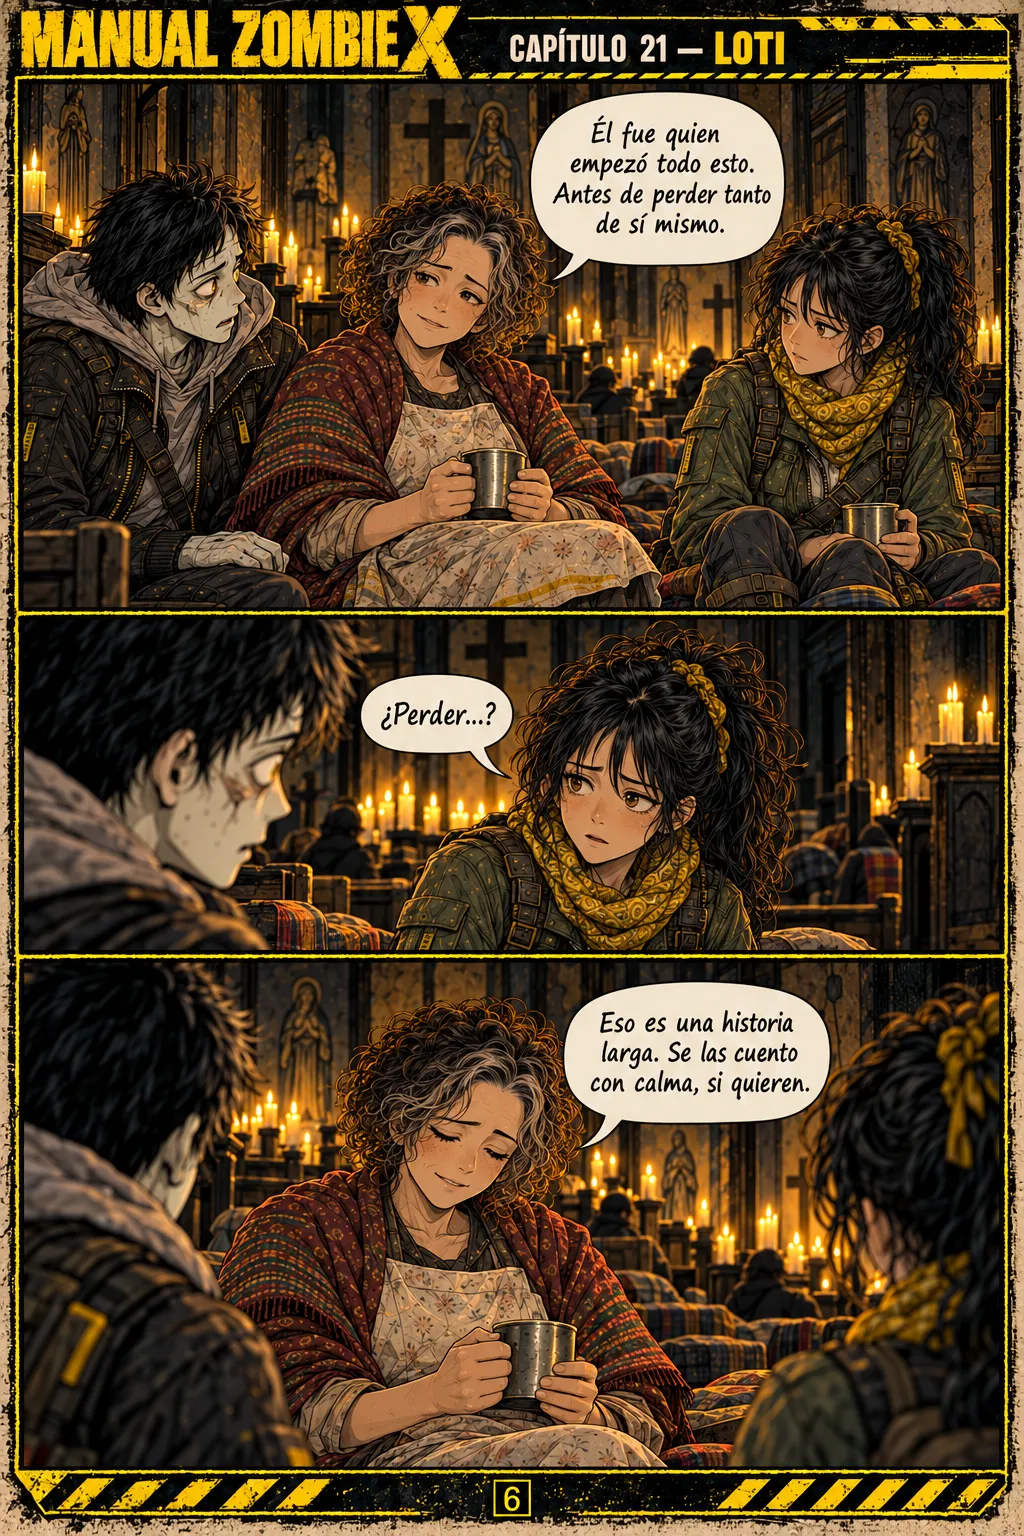 MANUAL ZOMBIE X
CAPÍTULO 21 — LOTI
Él fue quien
empezó todo esto.
Antes de perder tanto
de sí mismo.
¿Perder...?
Eso es una historia
larga. Se las cuento
con calma, si quieren.
6